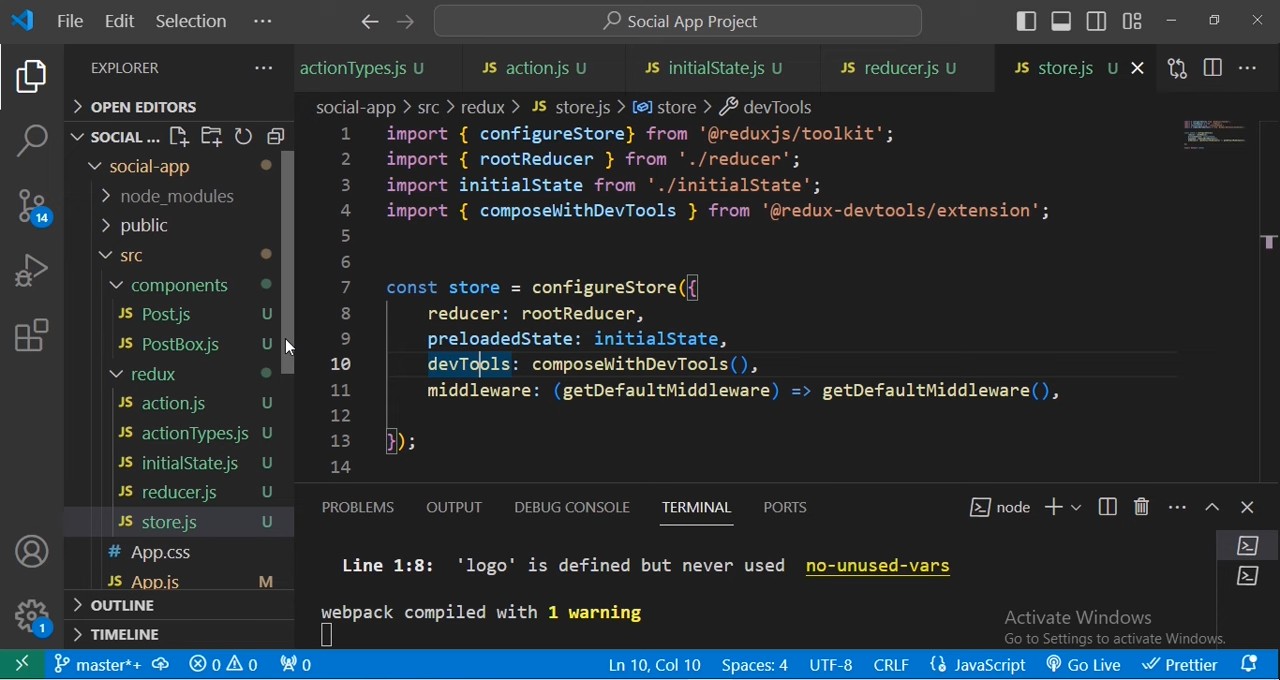 File Edit Selection ··· Social App Project
EXPLORER ··· actionTypes.js U JS action.js U JS initialState.js U JS reducer.js U JS store.js U
OPEN EDITORS
SOCIAL ...
social-app
node_modules
public
src
components
JS Post.js U
JS PostBox.js U
redux
JS action.js U
JS actionTypes.js U
JS initialState.js U
JS reducer.js U
JS store.js U
# App.css
JS App.js M
OUTLINE
TIMELINE
14
1
social-app > src > redux > JS store.js > store > devTools
1 import { configureStore} from '@reduxjs/toolkit';
2 import { rootReducer } from './reducer';
3 import initialState from './initialState';
4 import { composeWithDevTools } from '@redux-devtools/extension';
5
6
7 const store = configureStore({
8 reducer: rootReducer,
9 preloadedState: initialState,
10 devTools: composeWithDevTools(),
11 middleware: (getDefaultMiddleware) => getDefaultMiddleware(),
12
13 });
14
PROBLEMS OUTPUT DEBUG CONSOLE TERMINAL PORTS node
Line 1:8: 'logo' is defined but never used no-unused-vars
webpack compiled with 1 warning
Activate Windows
Go to Settings to activate Windows.
master*+ 0 0 0 Ln 10, Col 10 Spaces: 4 UTF-8 CRLF JavaScript Go Live Prettier